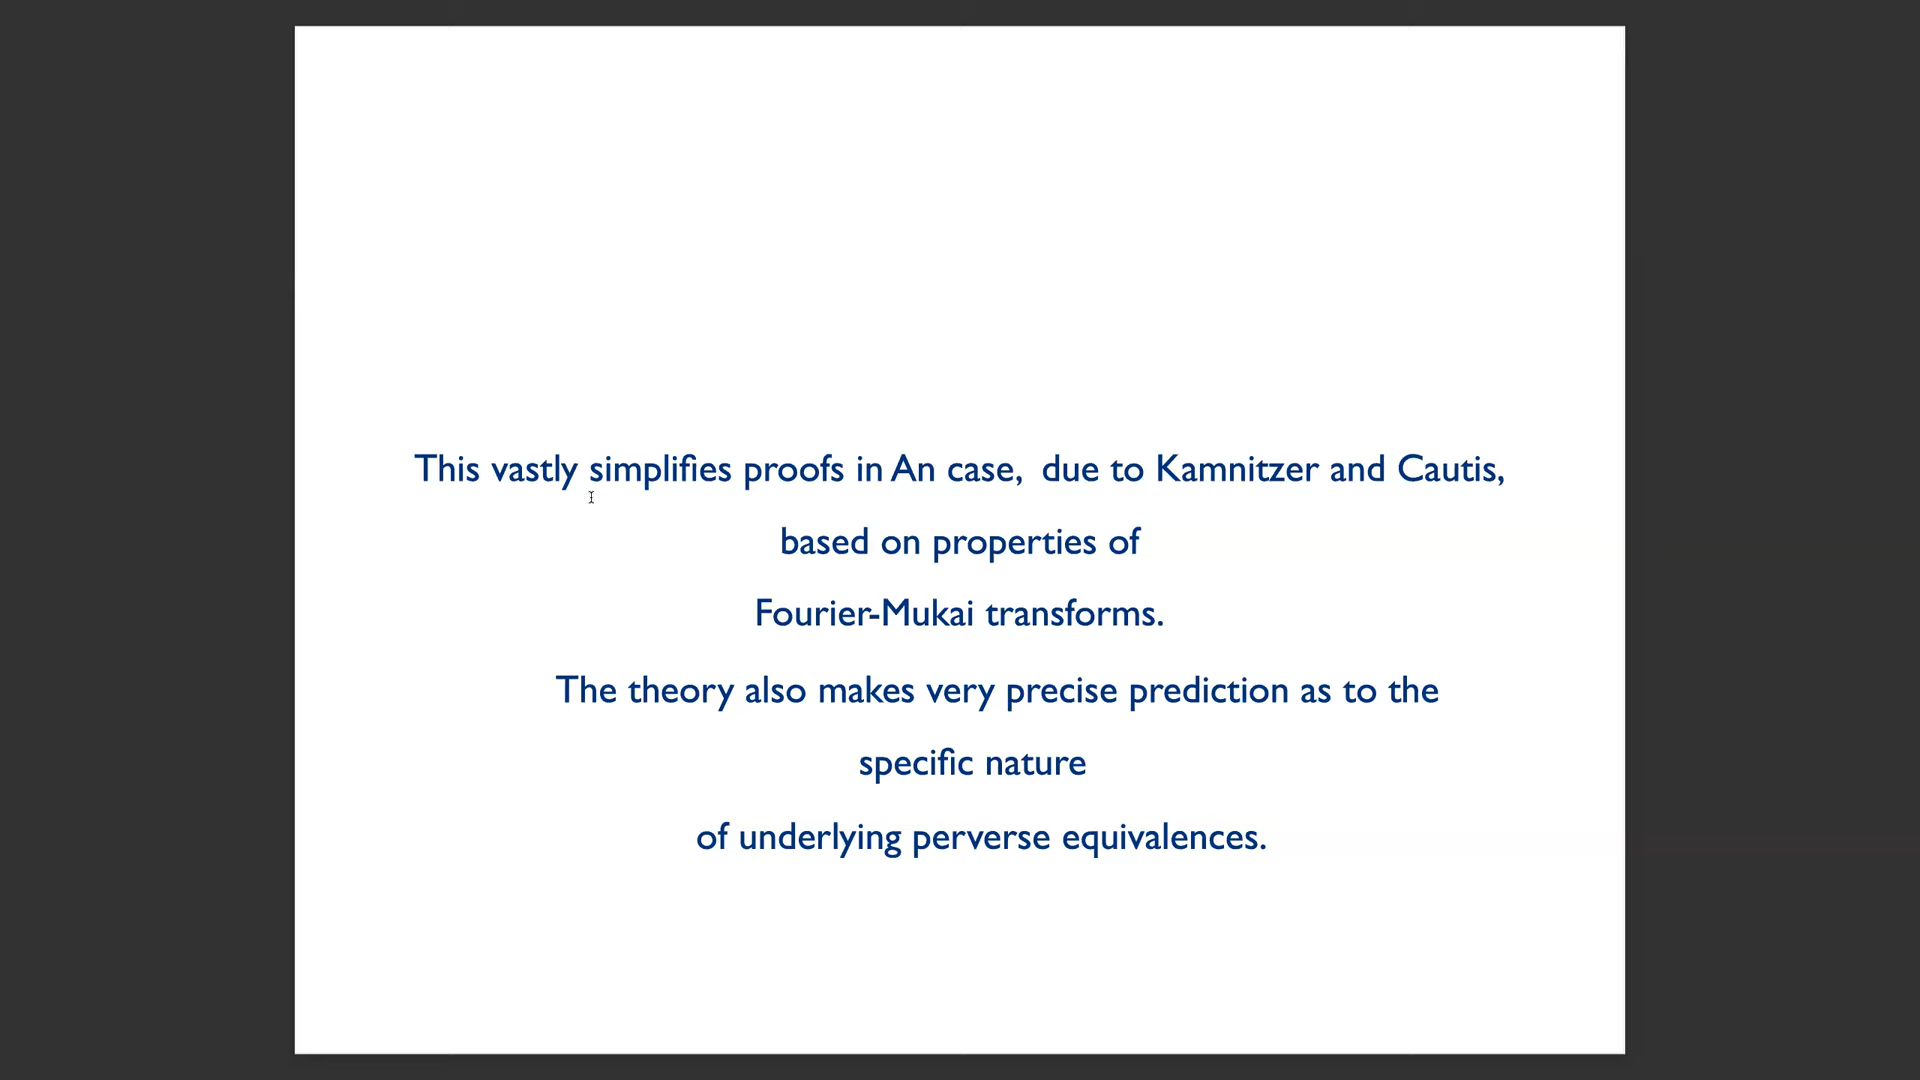 This vastly simplifies proofs in An case, due to Kamnitzer and Cautis,
based on properties of
Fourier-Mukai transforms.
The theory also makes very precise prediction as to the
specific nature
of underlying perverse equivalences.